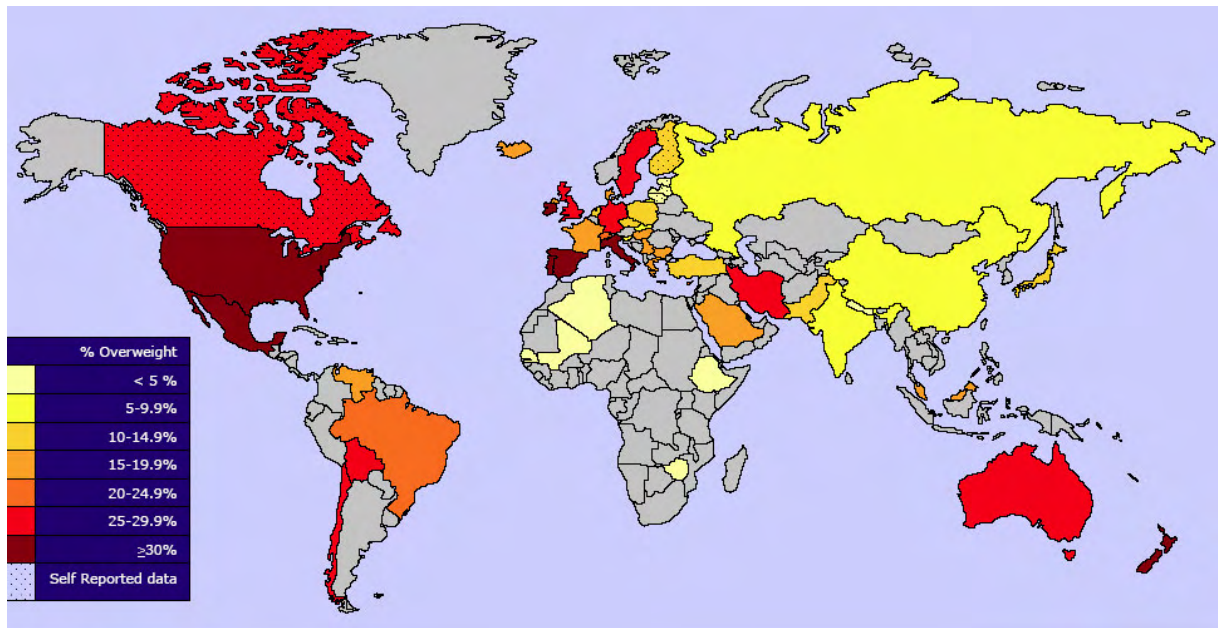 % Overweight
< 5 %
5-9.9%
10-14.9%
15-19.9%
20-24.9%
25-29.9%
≥30%
Self Reported data